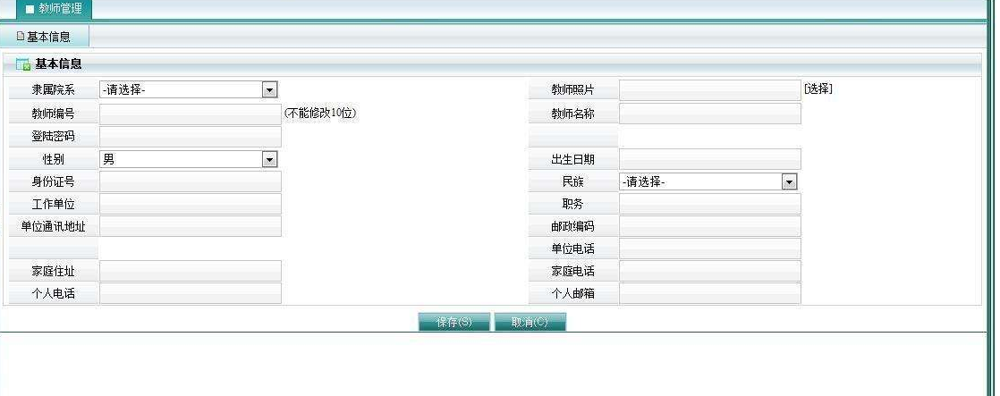 教师管理
基本信息
基本信息
隶属院系 -请选择- 教师照片 [选择]
教师编号 (不能修改10位) 教师名称
登陆密码
性别 男 出生日期
身份证号 民族 -请选择-
工作单位 职务
单位通讯地址 邮政编码
单位电话
家庭住址 家庭电话
个人电话 个人邮箱
保存(S) 取消(C)